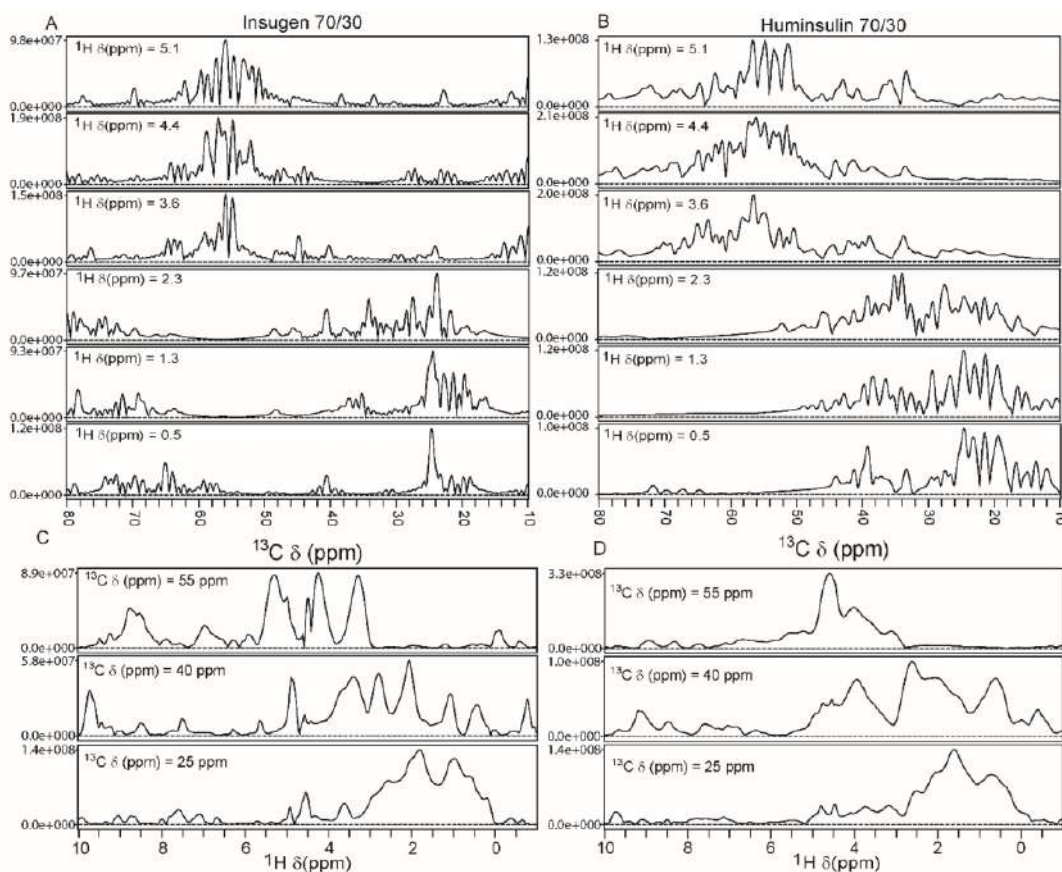 A
Insugen 70/30
9.8e+007
¹H δ(ppm) = 5.1
0.0e+000
1.9e+008
¹H δ(ppm) = 4.4
0.0e+000
1.5e+008
¹H δ(ppm) = 3.6
0.0e+000
9.7e+007
¹H δ(ppm) = 2.3
0.0e+000
9.3e+007
¹H δ(ppm) = 1.3
0.0e+000
1.2e+008
¹H δ(ppm) = 0.5
0.0e+000
80 70 60 50 40 30 20 10
¹³C δ (ppm)
B
Huminsulin 70/30
1.3e+008
¹H δ(ppm) = 5.1
0.0e+000
2.1e+008
¹H δ(ppm) = 4.4
0.0e+000
2.0e+008
¹H δ(ppm) = 3.6
0.0e+000
1.2e+008
¹H δ(ppm) = 2.3
0.0e+000
1.2e+008
¹H δ(ppm) = 1.3
0.0e+000
1.0e+008
¹H δ(ppm) = 0.5
0.0e+000
80 70 60 50 40 30 20 10
¹³C δ (ppm)
C
8.9e+007
¹³C δ (ppm) = 55 ppm
0.0e+000
5.8e+007
¹³C δ (ppm) = 40 ppm
0.0e+000
1.4e+008
¹³C δ (ppm) = 25 ppm
0.0e+000
10 8 6 4 2 0
¹H δ(ppm)
D
3.3e+008
¹³C δ (ppm) = 55 ppm
0.0e+000
1.0e+008
¹³C δ (ppm) = 40 ppm
0.0e+000
1.4e+008
¹³C δ (ppm) = 25 ppm
0.0e+000
10 8 6 4 2 0
¹H δ(ppm)